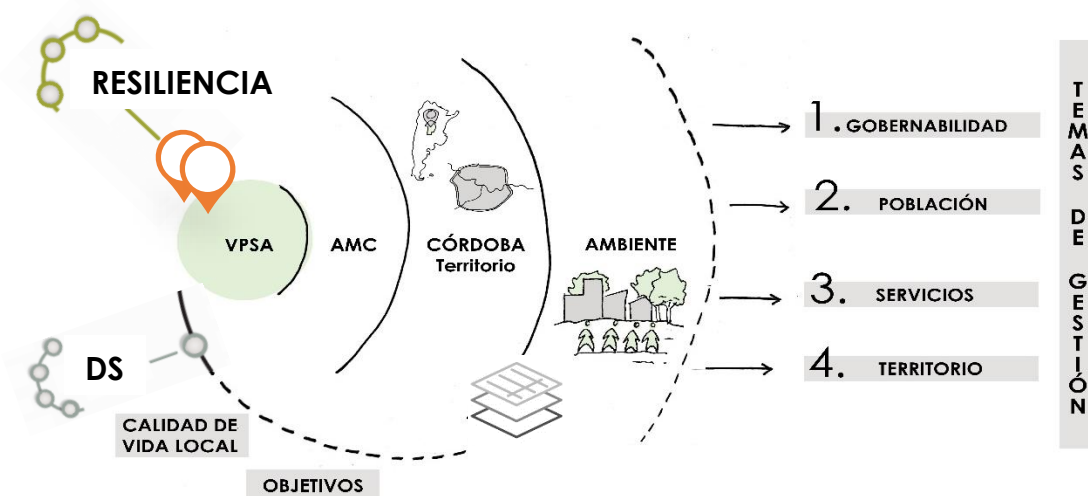 RESILIENCIA
VPSA
AMC
CÓRDOBA
Territorio
AMBIENTE
DS
CALIDAD DE
VIDA LOCAL
OBJETIVOS
1. GOBERNABILIDAD
2. POBLACIÓN
3. SERVICIOS
4. TERRITORIO
TEMAS DE GESTIÓN